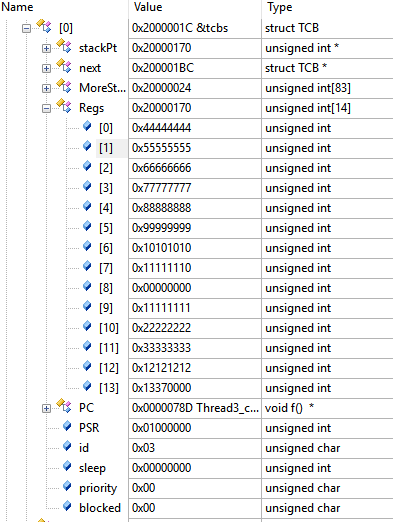 Name Value Type
[0] 0x2000001C &tcbs struct TCB
stackPt 0x20000170 unsigned int *
next 0x200001BC struct TCB *
MoreSt... 0x20000024 unsigned int[83]
Regs 0x20000170 unsigned int[14]
[0] 0x44444444 unsigned int
[1] 0x55555555 unsigned int
[2] 0x66666666 unsigned int
[3] 0x77777777 unsigned int
[4] 0x88888888 unsigned int
[5] 0x99999999 unsigned int
[6] 0x10101010 unsigned int
[7] 0x11111110 unsigned int
[8] 0x00000000 unsigned int
[9] 0x11111111 unsigned int
[10] 0x22222222 unsigned int
[11] 0x33333333 unsigned int
[12] 0x12121212 unsigned int
[13] 0x13370000 unsigned int
PC 0x0000078D Thread3_c... void f() *
PSR 0x01000000 unsigned int
id 0x03 unsigned char
sleep 0x00000000 unsigned int
priority 0x00 unsigned char
blocked 0x00 unsigned char